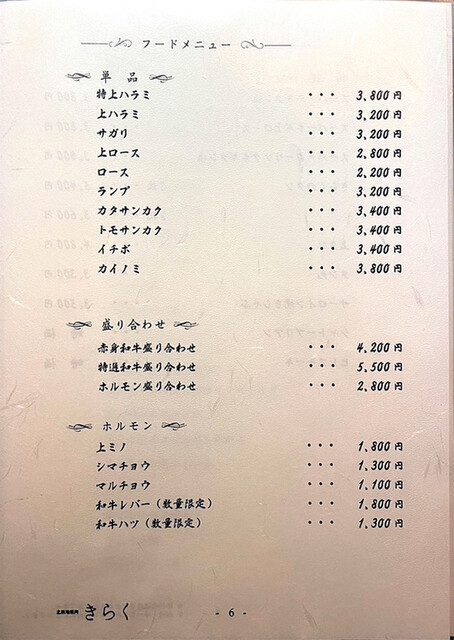 フードメニュー
単品
特上ハラミ ・・・ 3,800円
上ハラミ ・・・ 3,200円
サガリ ・・・ 3,200円
上ロース ・・・ 2,800円
ロース ・・・ 2,200円
ランプ ・・・ 3,200円
カタサンカク ・・・ 3,400円
トモサンカク ・・・ 3,400円
イチボ ・・・ 3,400円
カイノミ ・・・ 3,800円
盛り合わせ
赤身和牛盛り合わせ ・・・ 4,200円
特選和牛盛り合わせ ・・・ 5,500円
ホルモン盛り合わせ ・・・ 2,800円
ホルモン
上ミノ ・・・ 1,800円
シマチョウ ・・・ 1,300円
マルチョウ ・・・ 1,100円
和牛レバー（数量限定） ・・・ 1,800円
和牛ハツ（数量限定） ・・・ 1,300円
きらく
- 6 -